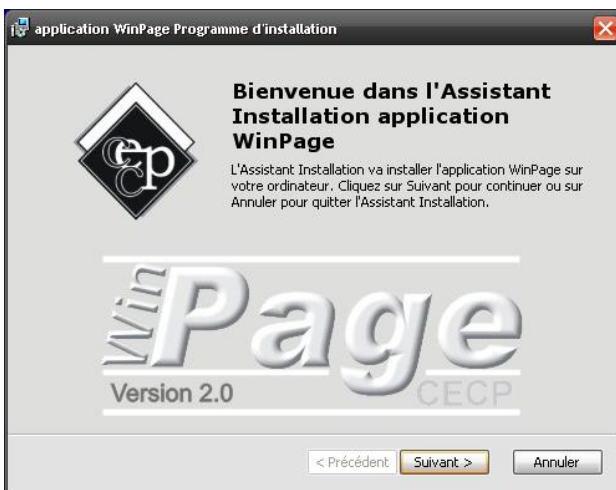 application WinPage Programme d'installation
Bienvenue dans l'Assistant
Installation application
WinPage
L'Assistant Installation va installer l'application WinPage sur
votre ordinateur. Cliquez sur Suivant pour continuer ou sur
Annuler pour quitter l'Assistant Installation.
cecp
Win Page
Version 2.0
CECP
< Précédent
Suivant >
Annuler